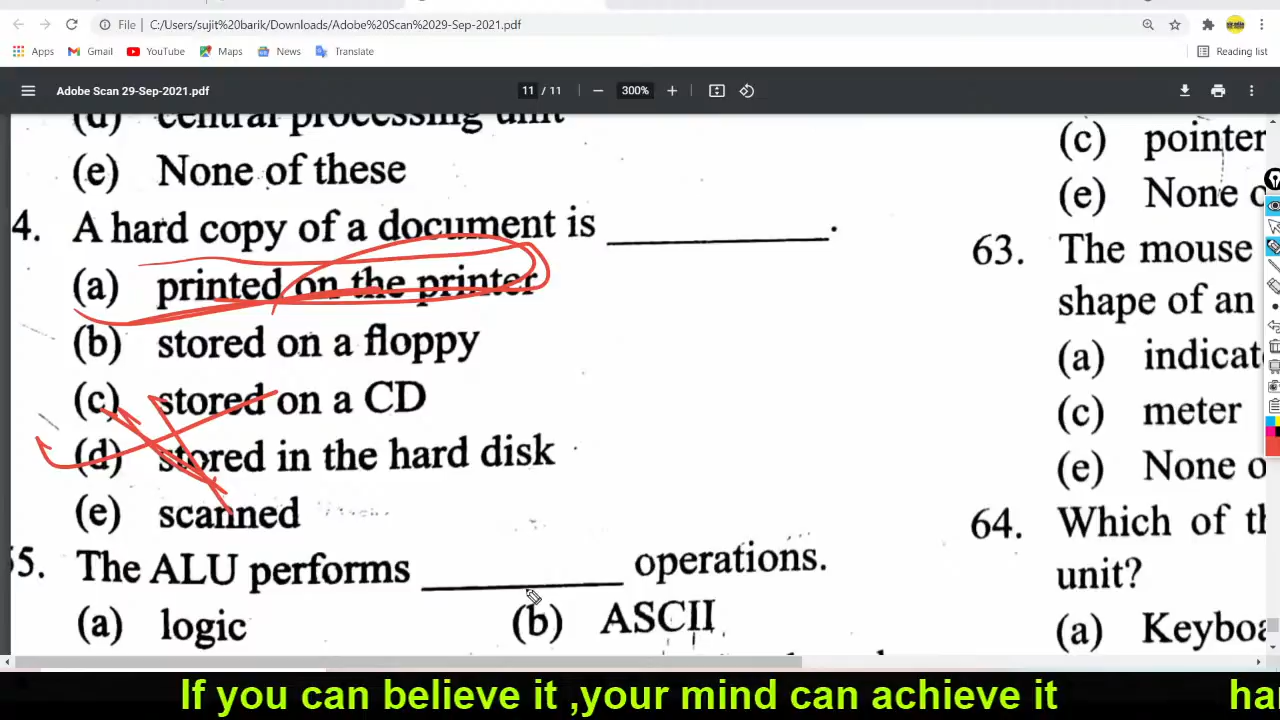 File
C:/Users/sujit%20barik/Downloads/Adobe%20Scan%2029-Sep-2021.pdf
Apps
Gmail
YouTube
Maps
News
Translate
Reading list
Adobe Scan 29-Sep-2021.pdf
11 / 11
300%
(d) central processing unit
(e) None of these
4. A hard copy of a document is ________.
(a) printed on the printer
(b) stored on a floppy
(c) stored on a CD
(d) stored in the hard disk
(e) scanned
55. The ALU performs ________ operations.
(a) logic (b) ASCII
(c) pointer
(e) None o
63. The mouse
shape of an
(a) indicat
(c) meter
(e) None o
64. Which of th
unit?
(a) Keyboa
If you can believe it ,your mind can achieve it
har